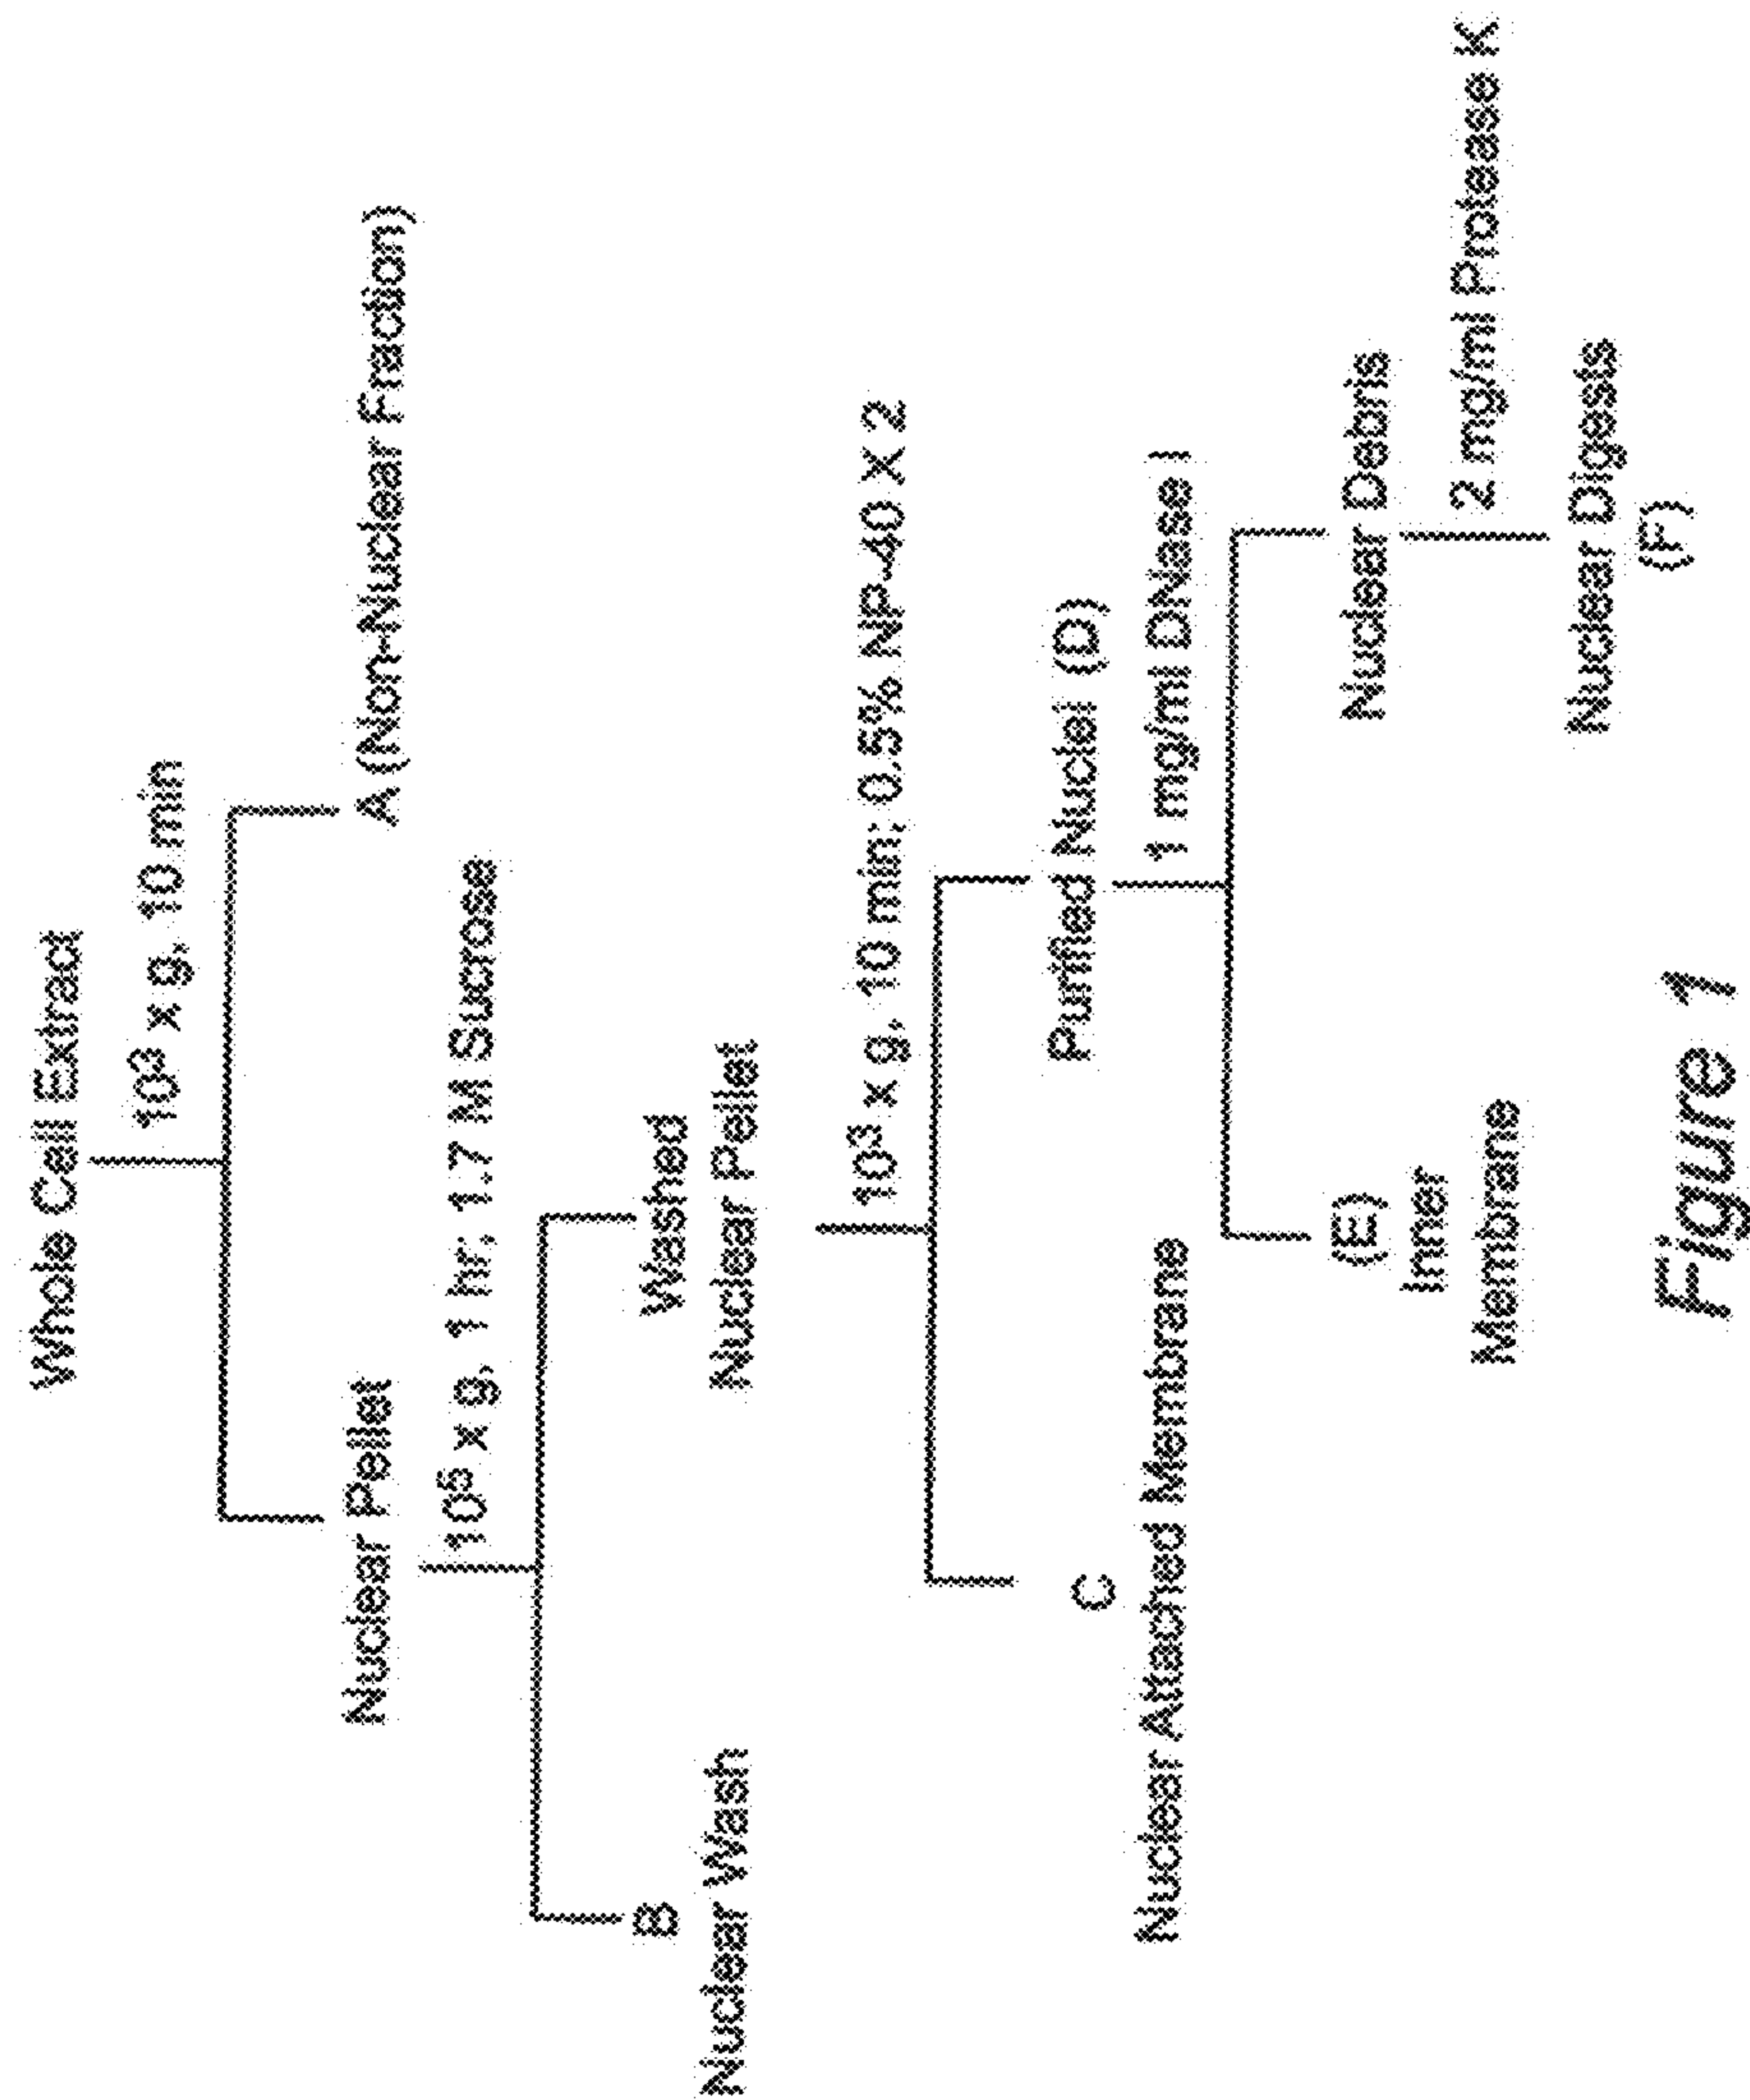 Whole Cell Extract
10³ x g, 10 min
Nuclear Pellet
A (Non-Nuclear Fraction)
10⁵ x g, 1 hr; 1.7 M Sucrose
B
Nuclear Wash
Washed
Nuclear Pellet
10³ x g, 10 min; 0.5% NP-40 X 2
C
Nuclear Attached Membrane
Purified Nuclei (D)
1 mg/ml DNase I
(E)
Inner
Membrane
Nuclear Debris
2 mg/ml Protease K
Nuclear Digests
(F)
Figure 1